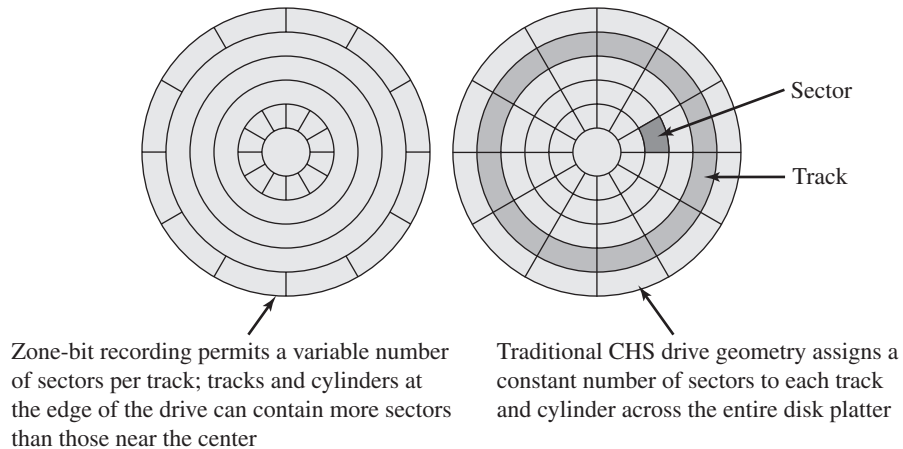 Sector
Track
Zone-bit recording permits a variable number
of sectors per track; tracks and cylinders at
the edge of the drive can contain more sectors
than those near the center
Traditional CHS drive geometry assigns a
constant number of sectors to each track
and cylinder across the entire disk platter